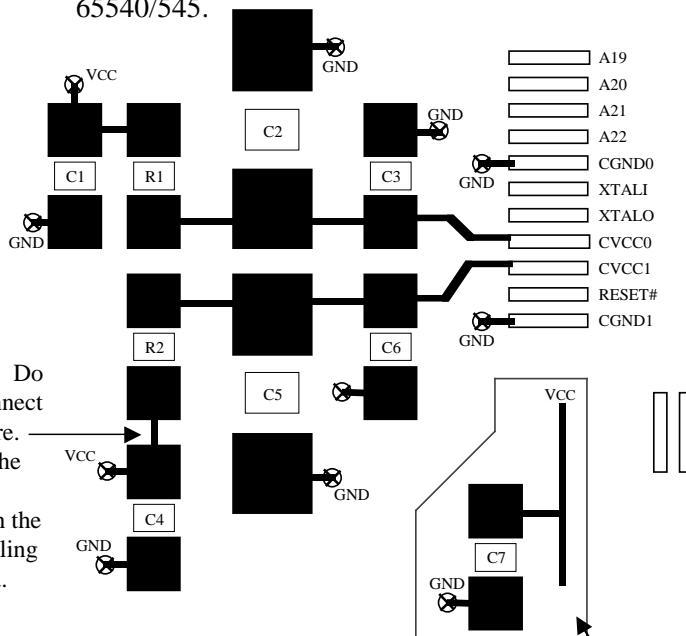 65540/545.
GND
VCC
C1
R1
GND
C2
GND
C3
A19
A20
A21
A22
CGND0
GND
XTALI
XTALO
CVCC0
CVCC1
RESET#
CGND1
GND
R2
C5
C6
Do
nnect
re.
he
VCC
n the
ling
C4
GND
GND
VCC
C7
GND